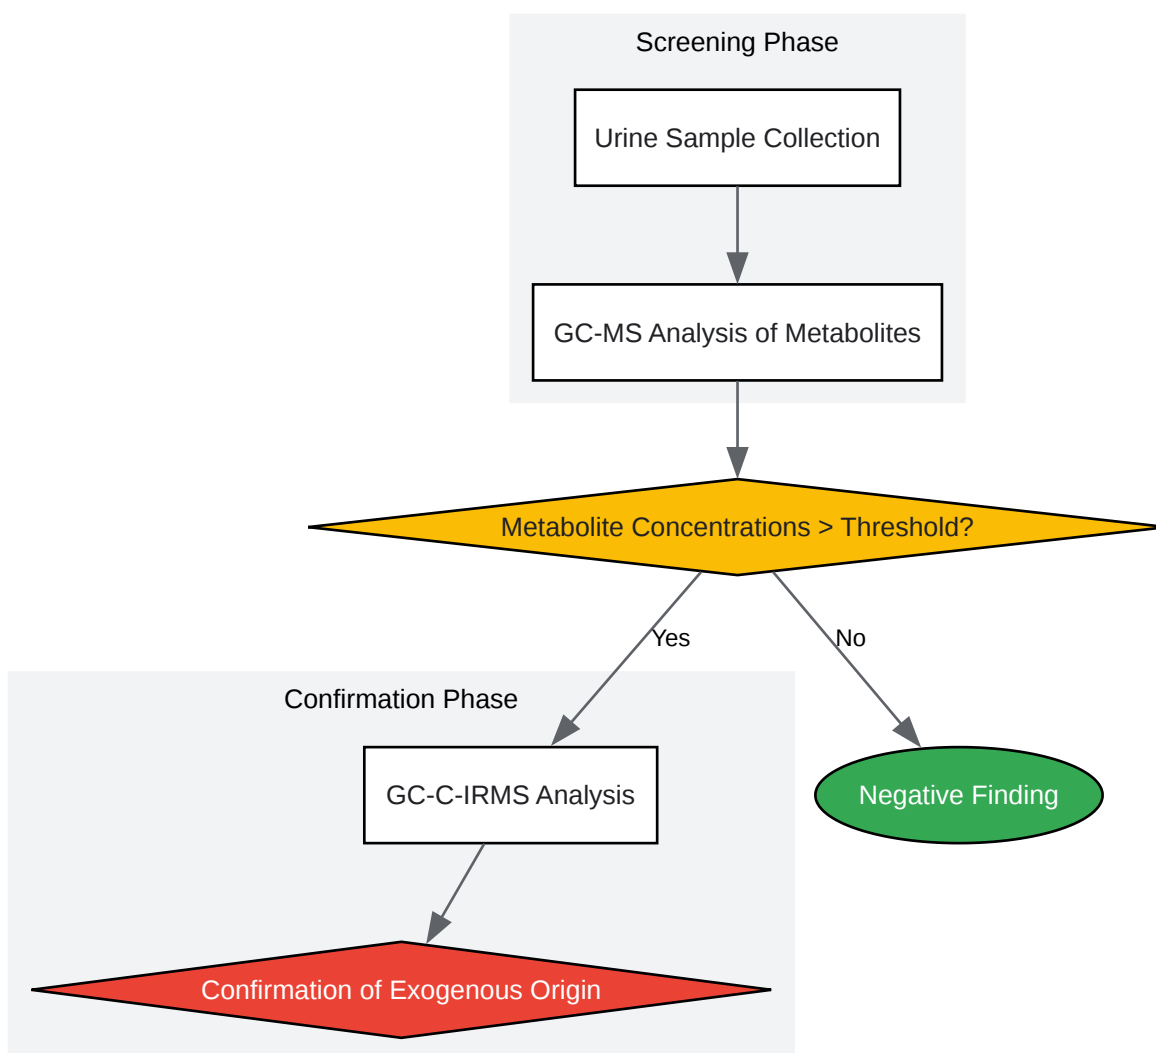 Screening Phase
Urine Sample Collection
GC-MS Analysis of Metabolites
Metabolite Concentrations > Threshold?
Yes
No
Confirmation Phase
GC-C-IRMS Analysis
Negative Finding
Confirmation of Exogenous Origin